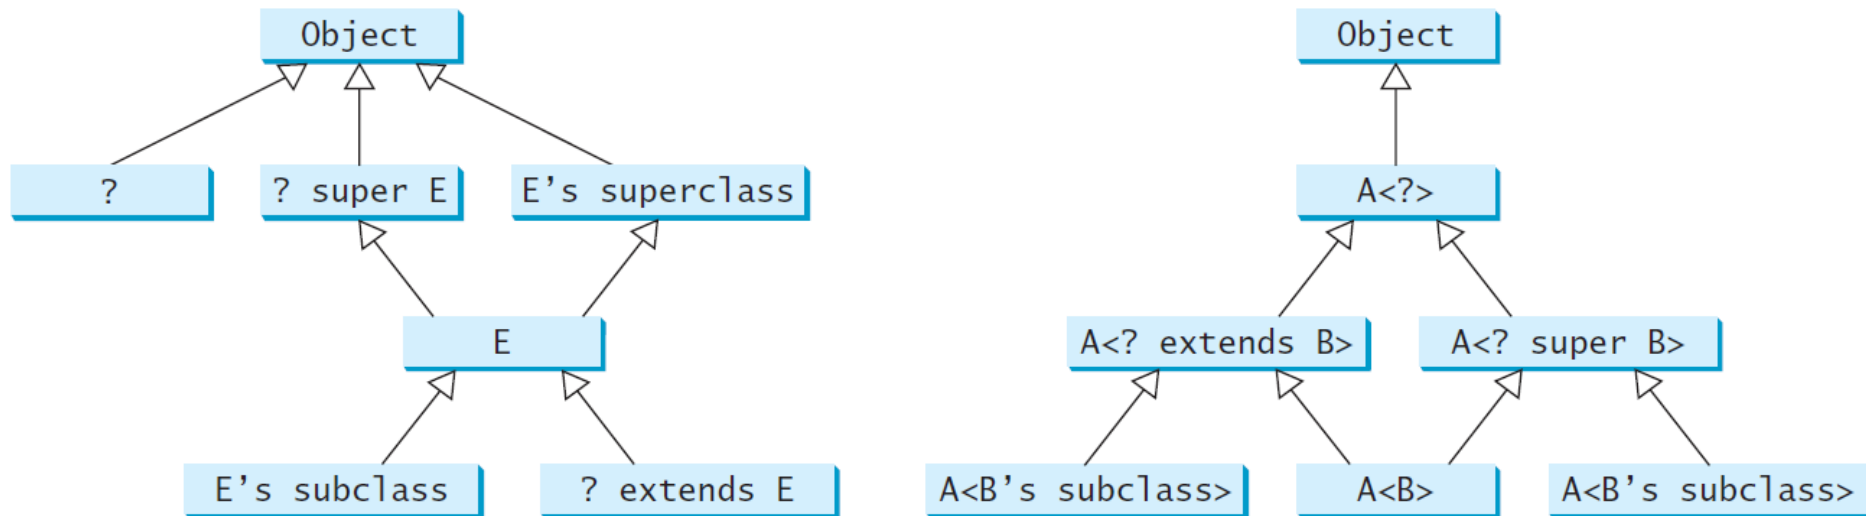 Object
? 
? super E
E’s superclass
E
E’s subclass
? extends E
Object
A<?>
A<? extends B>
A<? super B>
A<B’s subclass>
A<B>
A<B’s subclass>